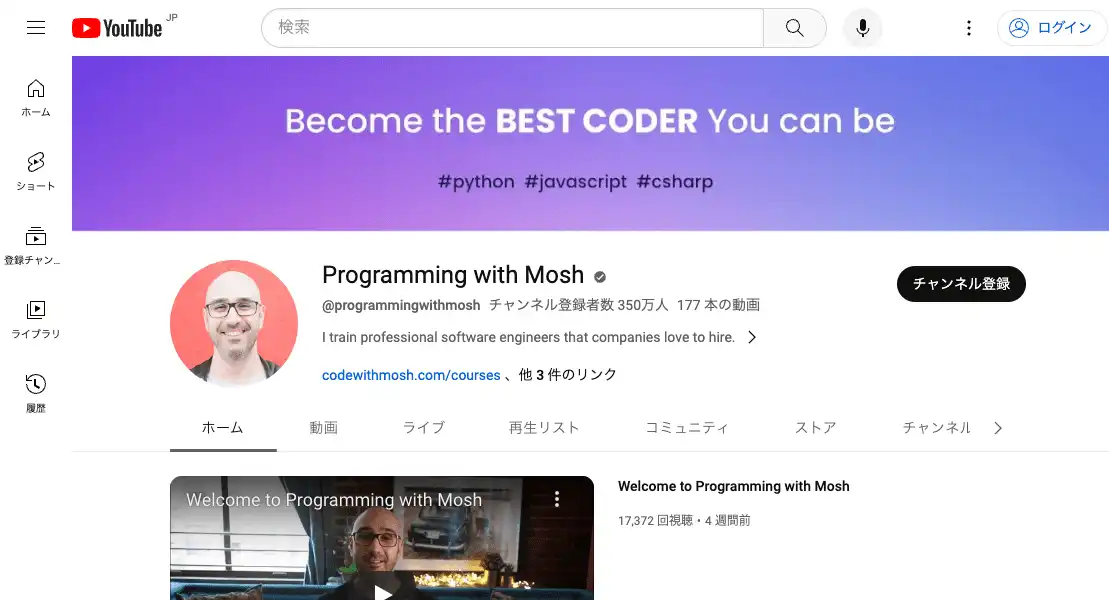 YouTube JP
検索
ログイン
ホーム
ショート
登録チャン...
ライブラリ
履歴
Become the BEST CODER You can be
#python #javascript #csharp
Programming with Mosh
@programmingwithmosh チャンネル登録者数 350万人 177 本の動画
チャンネル登録
I train professional software engineers that companies love to hire.
codewithmosh.com/courses 、他 3 件のリンク
ホーム 動画 ライブ 再生リスト コミュニティ ストア チャンネル
Welcome to Programming with Mosh
Welcome to Programming with Mosh
17,372 回視聴・4 週間前